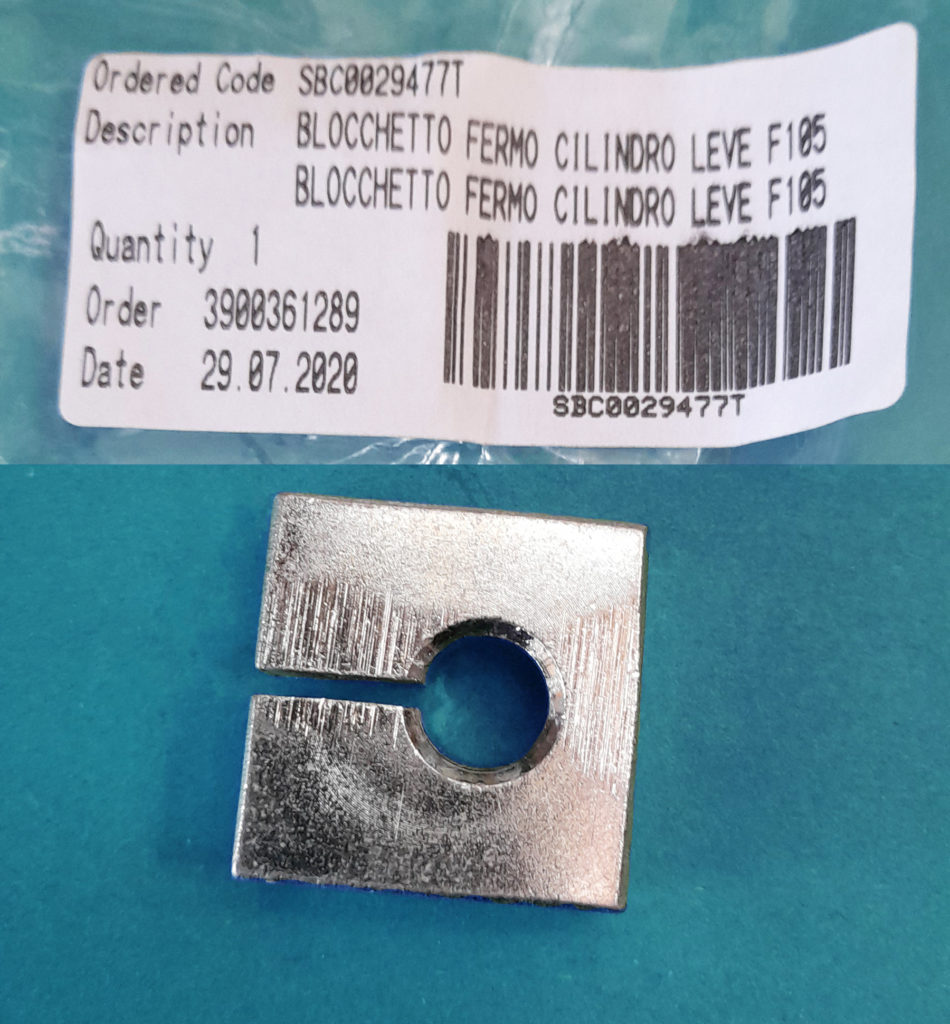 Ordered Code SBC0029477T
Description BLOCCHETTO FERMO CILINDRO LEVE F105
BLOCCHETTO FERMO CILINDRO LEVE F105
Quantity 1
Order 3900361289
Date 29.07.2020
SBC0029477T